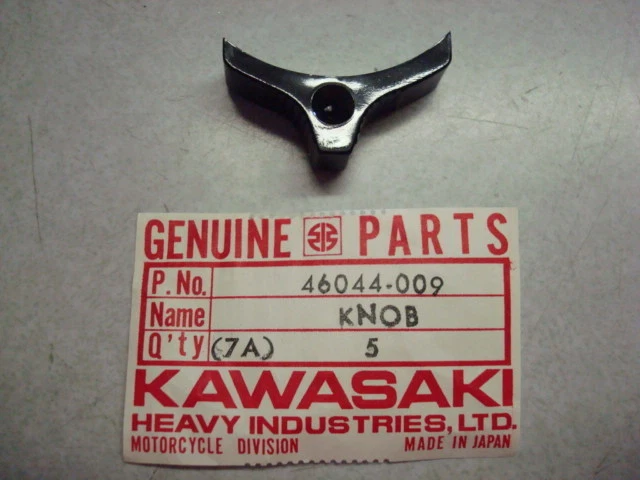 GENUINE PARTS
P. No. 46044-009
Name KNOB
Q'ty (7A) 5
KAWASAKI
HEAVY INDUSTRIES, LTD.
MOTORCYCLE DIVISION MADE IN JAPAN